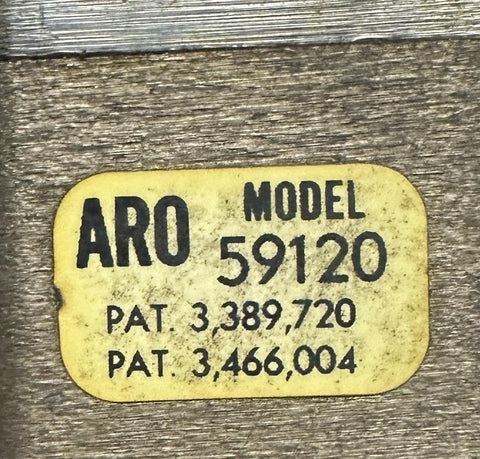 ARO MODEL
59120
PAT. 3,389,720
PAT. 3,466,004